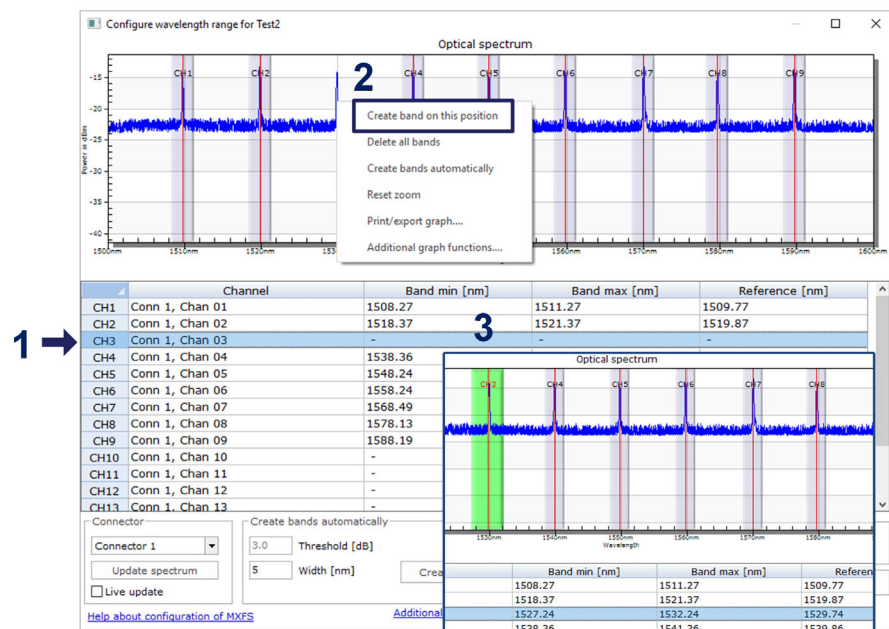 Configure wavelength range for Test2
Optical spectrum
CH1 CH2 CH4 CH5 CH6 CH7 CH8 CH9
2
Create band on this position
Delete all bands
Create bands automatically
Reset zoom
Print/export graph....
Additional graph functions....
Power in dBm
-15
-20
-25
-30
-35
-40
1500nm 1510nm 1520nm 1560nm 1570nm 1580nm 1590nm 1600nm
Channel Band min [nm] Band max [nm] Reference [nm]
CH1 Conn 1, Chan 01 1508.27 1511.27 1509.77
CH2 Conn 1, Chan 02 1518.37 1521.37 1519.87
1
CH3 Conn 1, Chan 03 - - -
CH4 Conn 1, Chan 04 1538.36
CH5 Conn 1, Chan 05 1548.24
CH6 Conn 1, Chan 06 1558.24
CH7 Conn 1, Chan 07 1568.49
CH8 Conn 1, Chan 08 1578.13
CH9 Conn 1, Chan 09 1588.19
CH10 Conn 1, Chan 10 -
CH11 Conn 1, Chan 11 -
CH12 Conn 1, Chan 12 -
CH13 Conn 1, Chan 13 -
Connector
Connector 1
Update spectrum
Live update
Help about configuration of MXFS
Create bands automatically
3.0 Threshold [dB]
5 Width [nm]
Crea
Additional
3
Optical spectrum
CH3 CH4 CH5 CH6 CH7 CH8
1530nm 1540nm 1550nm 1560nm 1570nm 1580nm
Wavelength
Band min [nm] Band max [nm] Referen
1508.27 1511.27 1509.77
1518.37 1521.37 1519.87
1527.24 1532.24 1529.74
1538.36 1541.36 1539.86